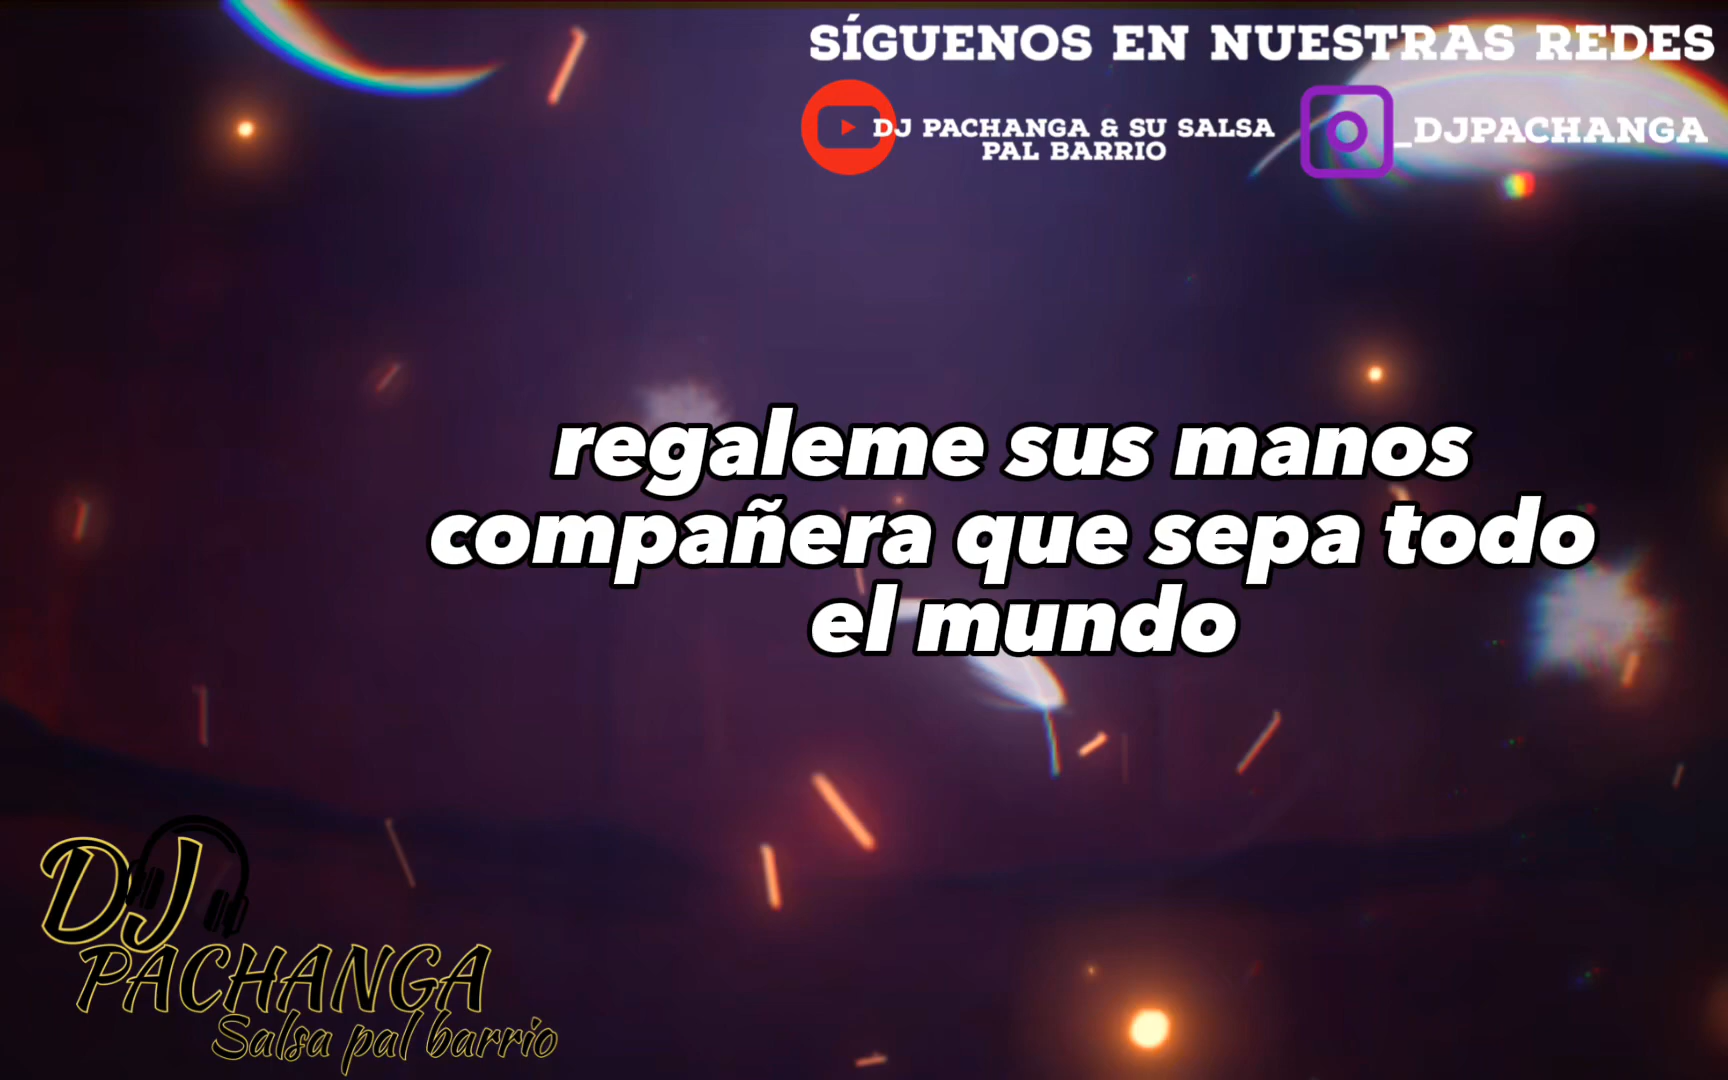 SÍGUENOS EN NUESTRAS REDES
DJ PACHANGA & SU SALSA
PAL BARRIO
_DJPACHANGA
regaleme sus manos
compañera que sepa todo
el mundo
DJ
PACHANGA
Salsa pal barrio